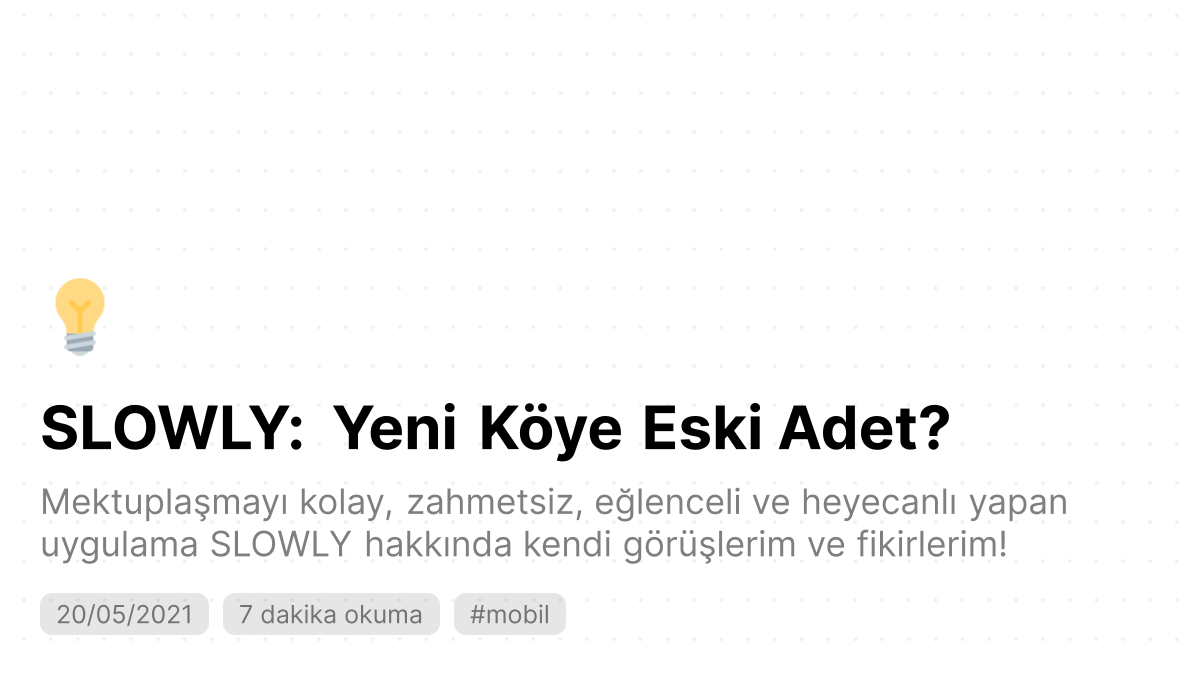 SLOWLY: Yeni Köye Eski Adet?
Mektuplaşmayı kolay, zahmetsiz, eğlenceli ve heyecanlı yapan
uygulama SLOWLY hakkında kendi görüşlerim ve fikirlerim!
20/05/2021 7 dakika okuma #mobil